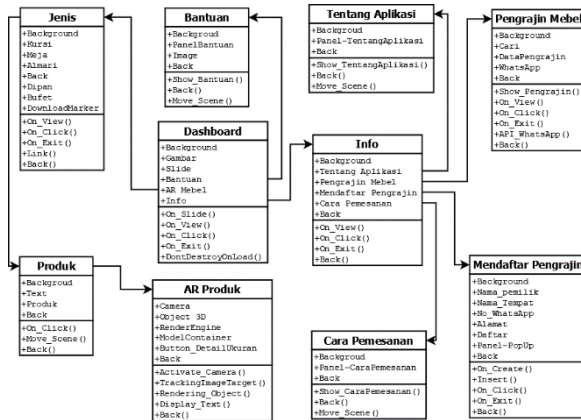 Jenis
+Background
+Kursi
+Meja
+Almari
+Back
+Dipan
+Bufet
+DownloadMarker
+On_View()
+On_Click()
+On_Exit()
+Link()
+Back()
Bantuan
+Backgroud
+PanelBantuan
+Image
+Back
+Show_Bantuan()
+Back()
+Move_Scene()
Tentang Aplikasi
+Backgroud
+Panel-TentangAplikasi
+Back
+Show_TentangAplikasi()
+Back()
+Move_Scene()
Pengrajin Mebel
+Background
+Cari
+DataPengrajin
+WhatsApp
+Back
+Show_Pengrajin()
+On_View()
+On_Click()
+On_Exit()
+API_WhatsApp()
+Back()
Dashboard
+Background
+Gambar
+Slide
+Bantuan
+AR Mebel
+Info
+On_Slide()
+On_View()
+On_Click()
+On_Exit()
+DontDestroyOnLoad()
Info
+Background
+Tentang Aplikasi
+Pengrajin Mebel
+Mendaftar Pengrajin
+Cara Pemesanan
+Back
+On_View()
+On_Click()
+On_Exit()
+Back()
Produk
+Backgroud
+Text
+Produk
+Back
+On_Click()
+Move_Scene()
+Back()
AR Produk
+Camera
+Object 3D
+RenderEngine
+ModelContainer
+Button_DetailUkuran
+Back
+Activate_Camera()
+TrackingImageTarget()
+Rendering_Object()
+Display_Text()
+Back()
Cara Pemesanan
+Backgroud
+Panel-CaraPemesanan
+Back
+Show_CaraPemesanan()
+Back()
+Move_Scene()
Mendaftar Pengrajin
+Background
+Nama_pemilik
+Nama_Tempat
+No_WhatsApp
+Alamat
+Daftar
+Panel-PopUp
+Back
+On_Create()
+Insert()
+On_Click()
+On_Exit()
+Back()